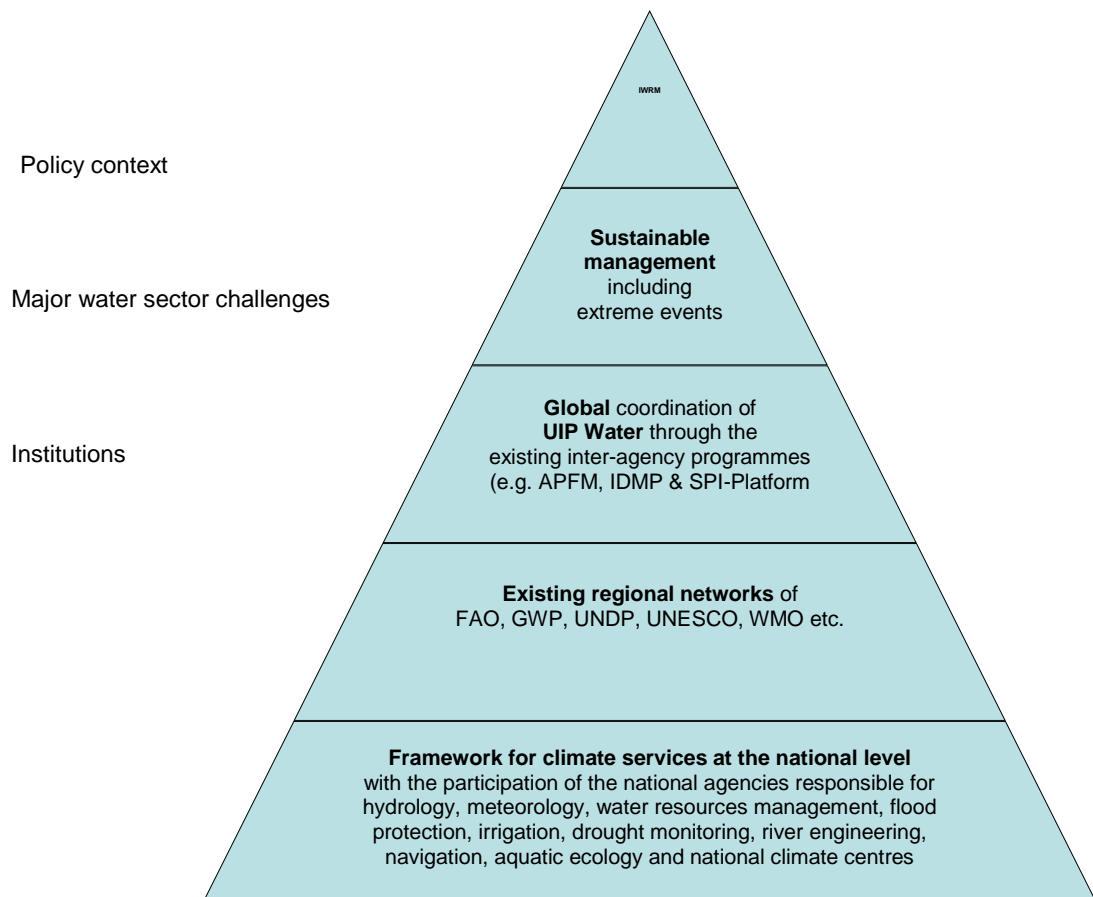 IWRM
Policy context
Sustainable
management
including
extreme events
Major water sector challenges
Global coordination of
UIP Water through the
existing inter-agency programmes
(e.g. APFM, IDMP & SPI-Platform
Institutions
Existing regional networks of
FAO, GWP, UNDP, UNESCO, WMO etc.
Framework for climate services at the national level
with the participation of the national agencies responsible for
hydrology, meteorology, water resources management, flood
protection, irrigation, drought monitoring, river engineering,
navigation, aquatic ecology and national climate centres